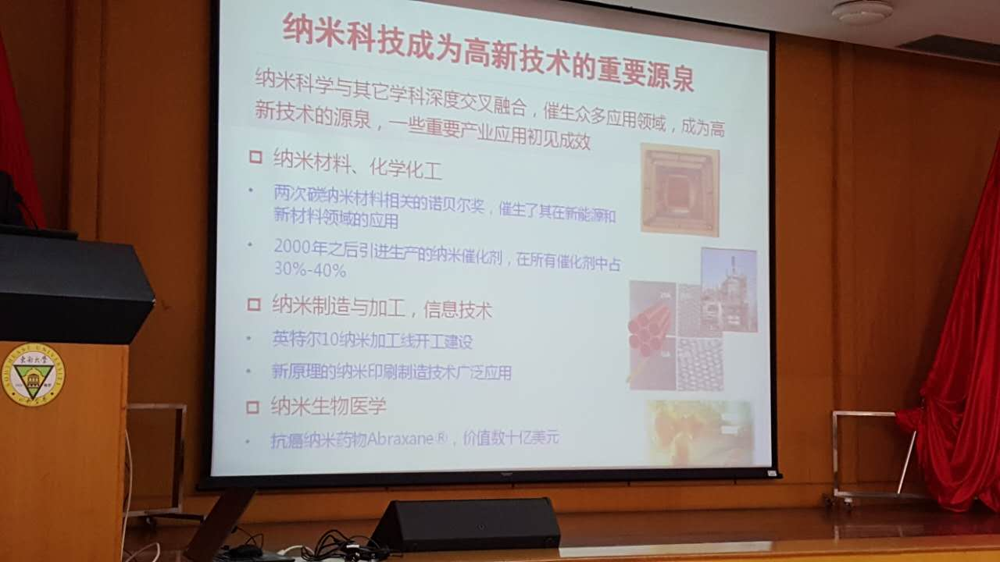 纳米科技成为高新技术的重要源泉
纳米科学与其它学科深度交叉融合，催生众多应用领域，成为高
新技术的源泉，一些重要产业应用初见成效
纳米材料、化学化工
• 两次碳纳米材料相关的诺贝尔奖，催生了其在新能源和
新材料领域的应用
• 2000年之后引进生产的纳米催化剂，在所有催化剂中占
30%-40%
纳米制造与加工，信息技术
• 英特尔10纳米加工线开工建设
• 新原理的纳米印刷制造技术广泛应用
纳米生物医学
• 抗癌纳米药物Abraxane®，价值数十亿美元
SOUTHEAST UNIVERSITY
东南大学